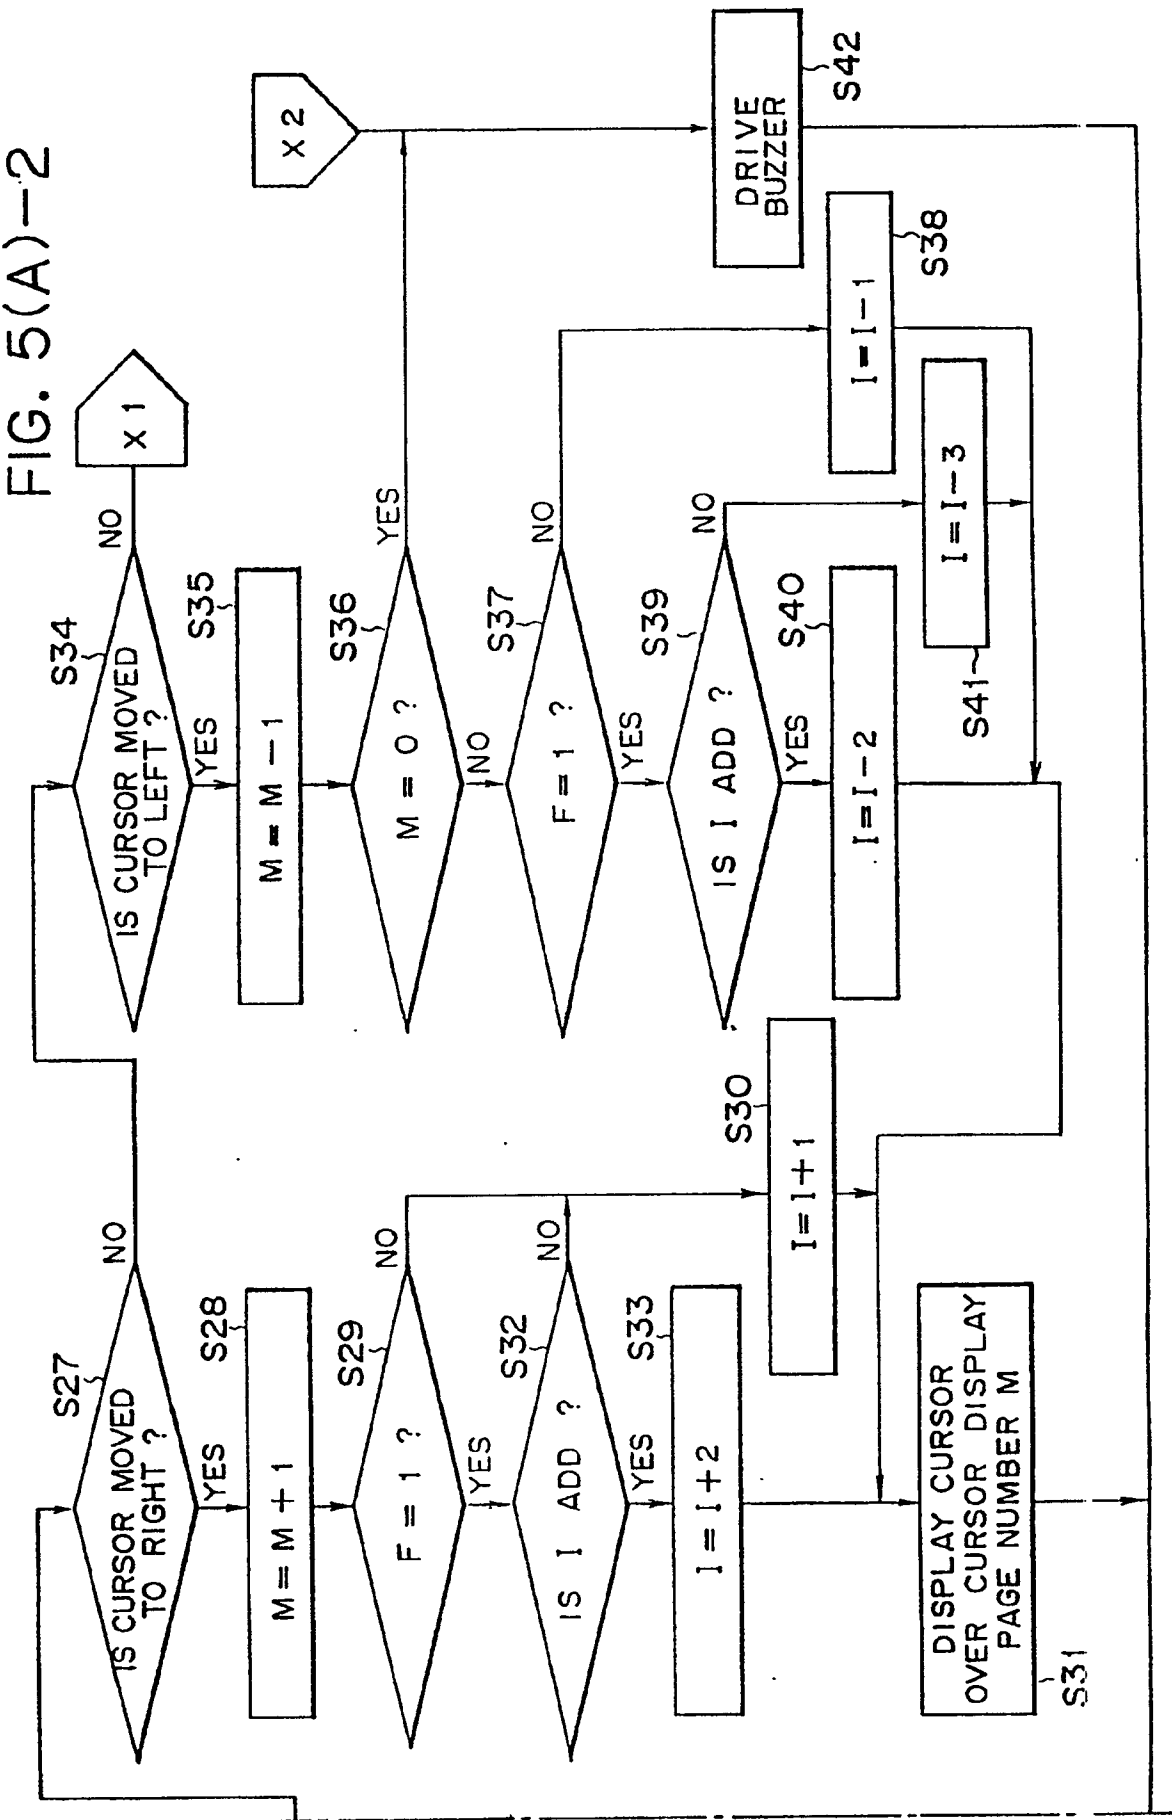 FIG. 5(A)-2
S27
IS CURSOR MOVED
TO RIGHT ?
NO
YES
S28
M = M + 1
S29
F = 1 ?
NO
YES
S32
IS I ADD ?
NO
YES
S33
I = I + 2
S30
I = I + 1
DISPLAY CURSOR
OVER CURSOR DISPLAY
PAGE NUMBER M
S31
S34
IS CURSOR MOVED
TO LEFT ?
NO
X 1
YES
S35
M = M - 1
S36
M = 0 ?
YES
NO
S37
F = 1 ?
NO
YES
S39
IS I ADD ?
NO
YES
S40
I = I - 2
I = I - 3
S41
I = I - 1
S38
X 2
DRIVE
BUZZER
S42